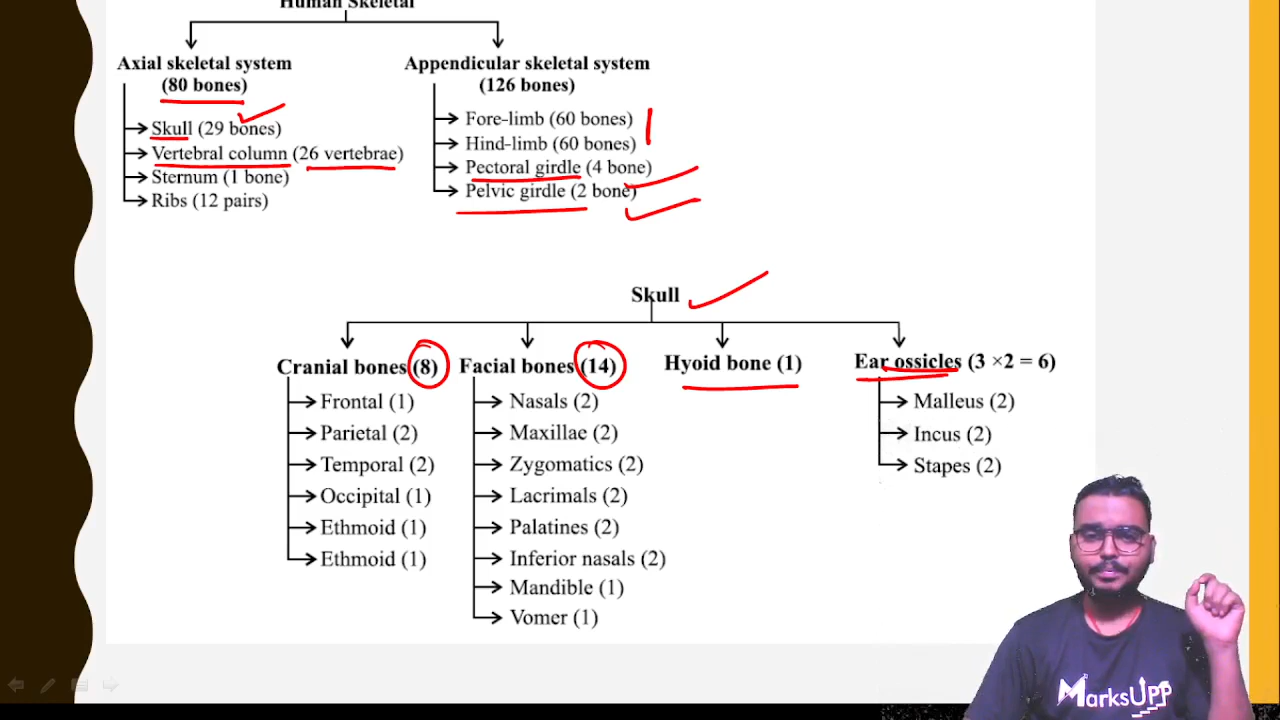 Human Skeletal
Axial skeletal system
(80 bones)
Skull (29 bones)
Vertebral column (26 vertebrae)
Sternum (1 bone)
Ribs (12 pairs)
Appendicular skeletal system
(126 bones)
Fore-limb (60 bones)
Hind-limb (60 bones)
Pectoral girdle (4 bone)
Pelvic girdle (2 bone)
Skull
Cranial bones (8)
Frontal (1)
Parietal (2)
Temporal (2)
Occipital (1)
Ethmoid (1)
Ethmoid (1)
Facial bones (14)
Nasals (2)
Maxillae (2)
Zygomatics (2)
Lacrimals (2)
Palatines (2)
Inferior nasals (2)
Mandible (1)
Vomer (1)
Hyoid bone (1)
Ear ossicles (3 ×2 = 6)
Malleus (2)
Incus (2)
Stapes (2)
MarksUPP